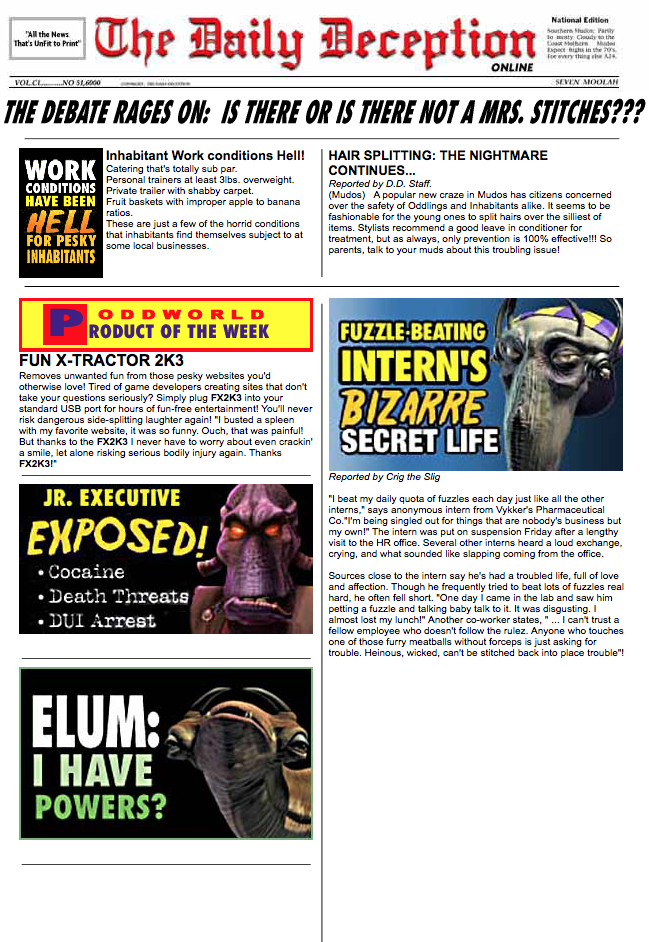 "All the News
That's UnFit to Print"
The Daily Deception
ONLINE
National Edition
Southern Mudos: Partly
VOL.CL..........NO 51,6000
COPYRIGHT, THE DAILY DECEPTION
SEVEN MOOLAH
THE DEBATE RAGES ON: IS THERE OR IS THERE NOT A MRS. STITCHES???
WORK
CONDITIONS
HAVE BEEN
HELL
FOR PESKY
INHABITANTS
Inhabitant Work conditions Hell!
Catering that's totally sub par.
Personal trainers at least 3lbs. overweight.
Private trailer with shabby carpet.
Fruit baskets with improper apple to banana
ratios.
These are just a few of the horrid conditions
that inhabitants find themselves subject to at
some local businesses.
HAIR SPLITTING: THE NIGHTMARE
CONTINUES...
Reported by D.D. Staff.
(Mudos) A popular new craze in Mudos has citizens concerned
over the safety of Oddlings and Inhabitants alike. It seems to be
fashionable for the young ones to split hairs over the silliest of
items. Stylists recommend a good leave in conditioner for
treatment, but as always, only prevention is 100% effective!!! So
parents, talk to your muds about this troubling issue!
ODDWORLD
PRODUCT OF THE WEEK
FUN X-TRACTOR 2K3
Removes unwanted fun from those pesky websites you'd
otherwise love! Tired of game developers creating sites that don't
take your questions seriously? Simply plug FX2K3 into your
standard USB port for hours of fun-free entertainment! You'll never
risk dangerous side-splitting laughter again! "I busted a spleen
with my favorite website, it was so funny. Ouch, that was painful!
But thanks to the FX2K3 I never have to worry about even crackin'
a smile, let alone risking serious bodily injury again. Thanks
FX2K3!"
JR. EXECUTIVE
EXPOSED!
• Cocaine
• Death Threats
• DUI Arrest
ELUM:
I HAVE
POWERS?
FUZZLE-BEATING
INTERN'S
BIZARRE
SECRET LIFE
Reported by Crig the Slig
"I beat my daily quota of fuzzles each day just like all the other
interns," says anonymous intern from Vykker's Pharmaceutical
Co."I'm being singled out for things that are nobody's business but
my own!" The intern was put on suspension Friday after a lengthy
visit to the HR office. Several other interns heard a loud exchange,
crying, and what sounded like slapping coming from the office.
Sources close to the intern say he's had a troubled life, full of love
and affection. Though he frequently tried to beat lots of fuzzles real
hard, he often fell short. "One day I came in the lab and saw him
petting a fuzzle and talking baby talk to it. It was disgusting. I
almost lost my lunch!" Another co-worker states, " ... I can't trust a
fellow employee who doesn't follow the rulez. Anyone who touches
one of those furry meatballs without forceps is just asking for
trouble. Heinous, wicked, can't be stitched back into place trouble"!